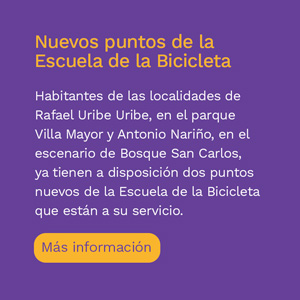 Nuevos puntos de la
Escuela de la Bicicleta
Habitantes de las localidades de
Rafael Uribe Uribe, en el parque
Villa Mayor y Antonio Nariño, en el
escenario de Bosque San Carlos,
ya tienen a disposición dos puntos
nuevos de la Escuela de la Bicicleta
que están a su servicio.
Más información